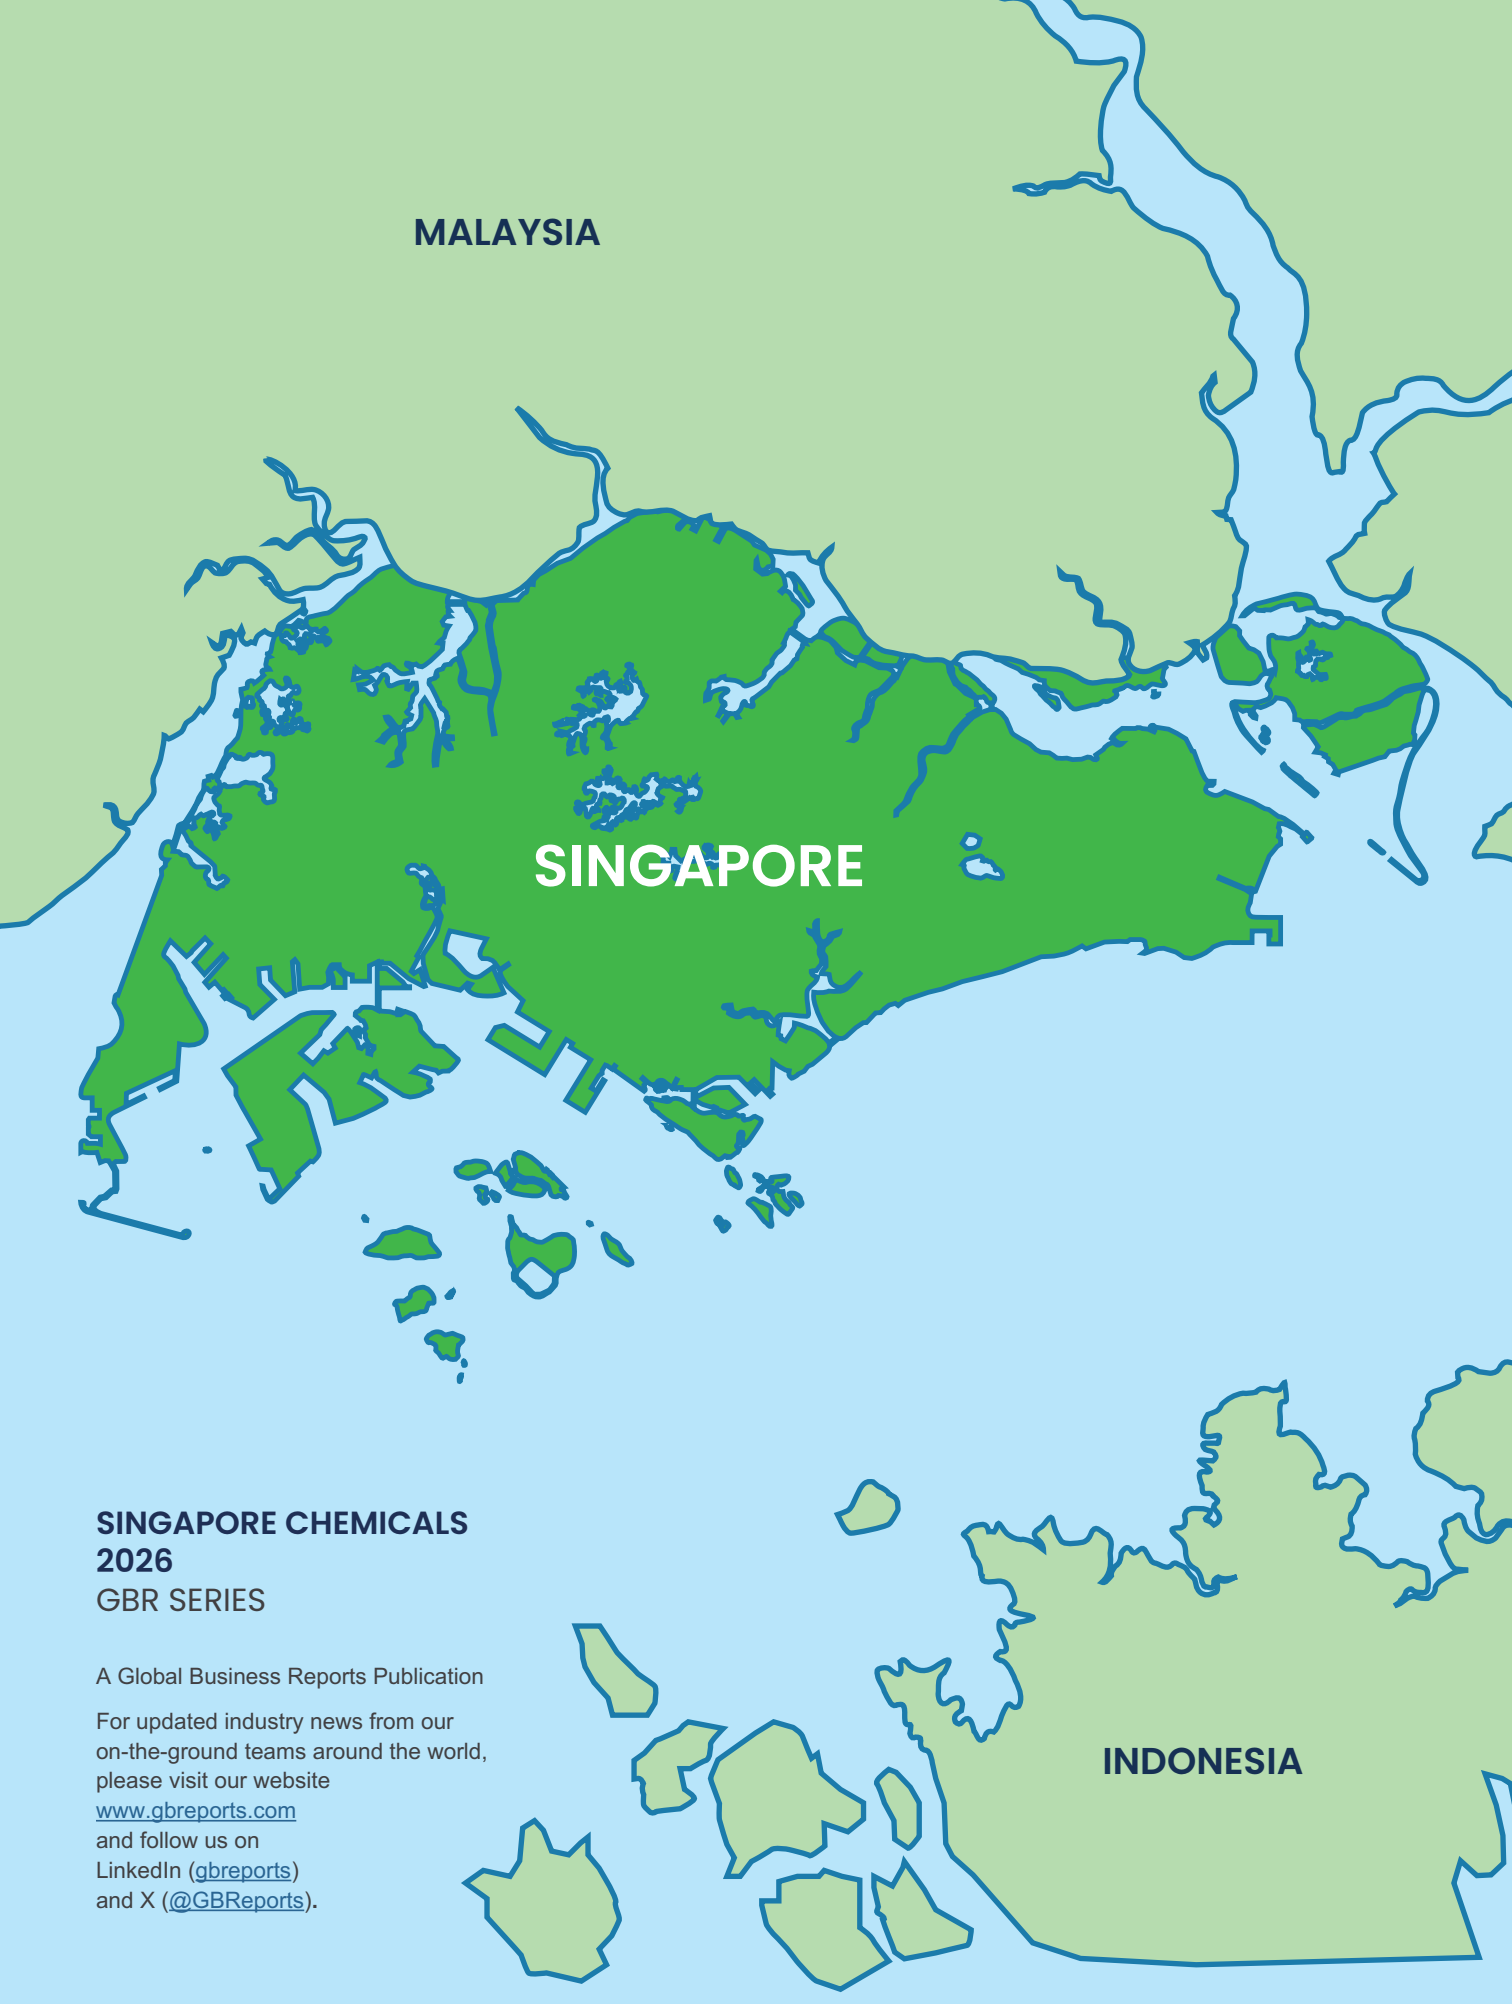 MALAYSIA
SINGAPORE
SINGAPORE CHEMICALS
2026
GBR SERIES
A Global Business Reports Publication
For updated industry news from our
on-the-ground teams around the world,
please visit our website
www.gbreports.com
and follow us on
LinkedIn (gbreports)
and X (@GBReports).
INDONESIA